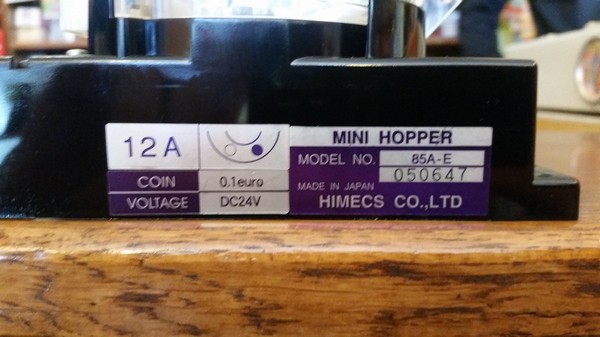 12A
COIN 0.1euro
VOLTAGE DC24V
MINI HOPPER
MODEL NO. 85A-E
050647
MADE IN JAPAN
HIMECS CO.,LTD